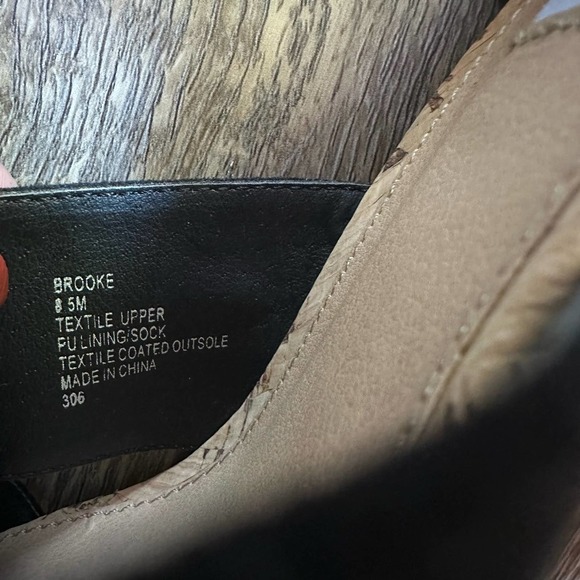 BROOKE
8 5M
TEXTILE UPPER
PU LINING/SOCK
TEXTILE COATED OUTSOLE
MADE IN CHINA
306